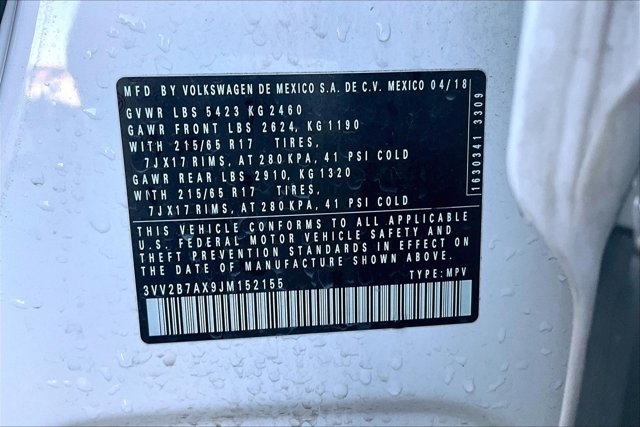 MFD BY VOLKSWAGEN DE MEXICO S.A. DE C.V. MEXICO 04/18
GVWR LBS 5423 KG 2460
GAWR FRONT LBS 2624, KG 1190
WITH 215/65 R17 TIRES,
7JX17 RIMS, AT 280 KPA, 41 PSI COLD
GAWR REAR LBS 2910, KG 1320
WITH 215/65 R17 TIRES,
7JX17 RIMS, AT 280 KPA, 41 PSI COLD
THIS VEHICLE CONFORMS TO ALL APPLICABLE
U.S. FEDERAL MOTOR VEHICLE SAFETY AND
THEFT PREVENTION STANDARDS IN EFFECT ON
THE DATE OF MANUFACTURE SHOWN ABOVE.
3VV2B7AX9JM152155 TYPE: MPV
1630341 3309